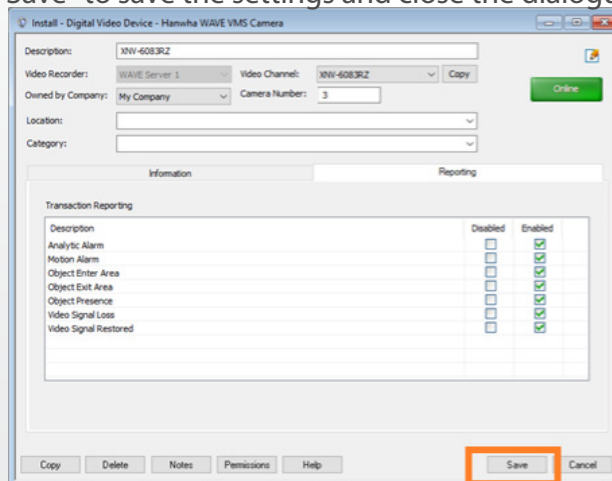 Save" to save the settings and close the dialogu
Install - Digital Video Device - Hanwha WAVE VMS Camera
Description: XNV-6083RZ
Video Recorder: WAVE Server 1 Video Channel: XNV-6083RZ Copy
Online
Owned by Company: My Company Camera Number: 3
Location:
Category:
Information Reporting
Transaction Reporting
Description Disabled Enabled
Analytic Alarm
Motion Alarm
Object Enter Area
Object Exit Area
Object Presence
Video Signal Loss
Video Signal Restored
Copy Delete Notes Permissions Help Save Cancel